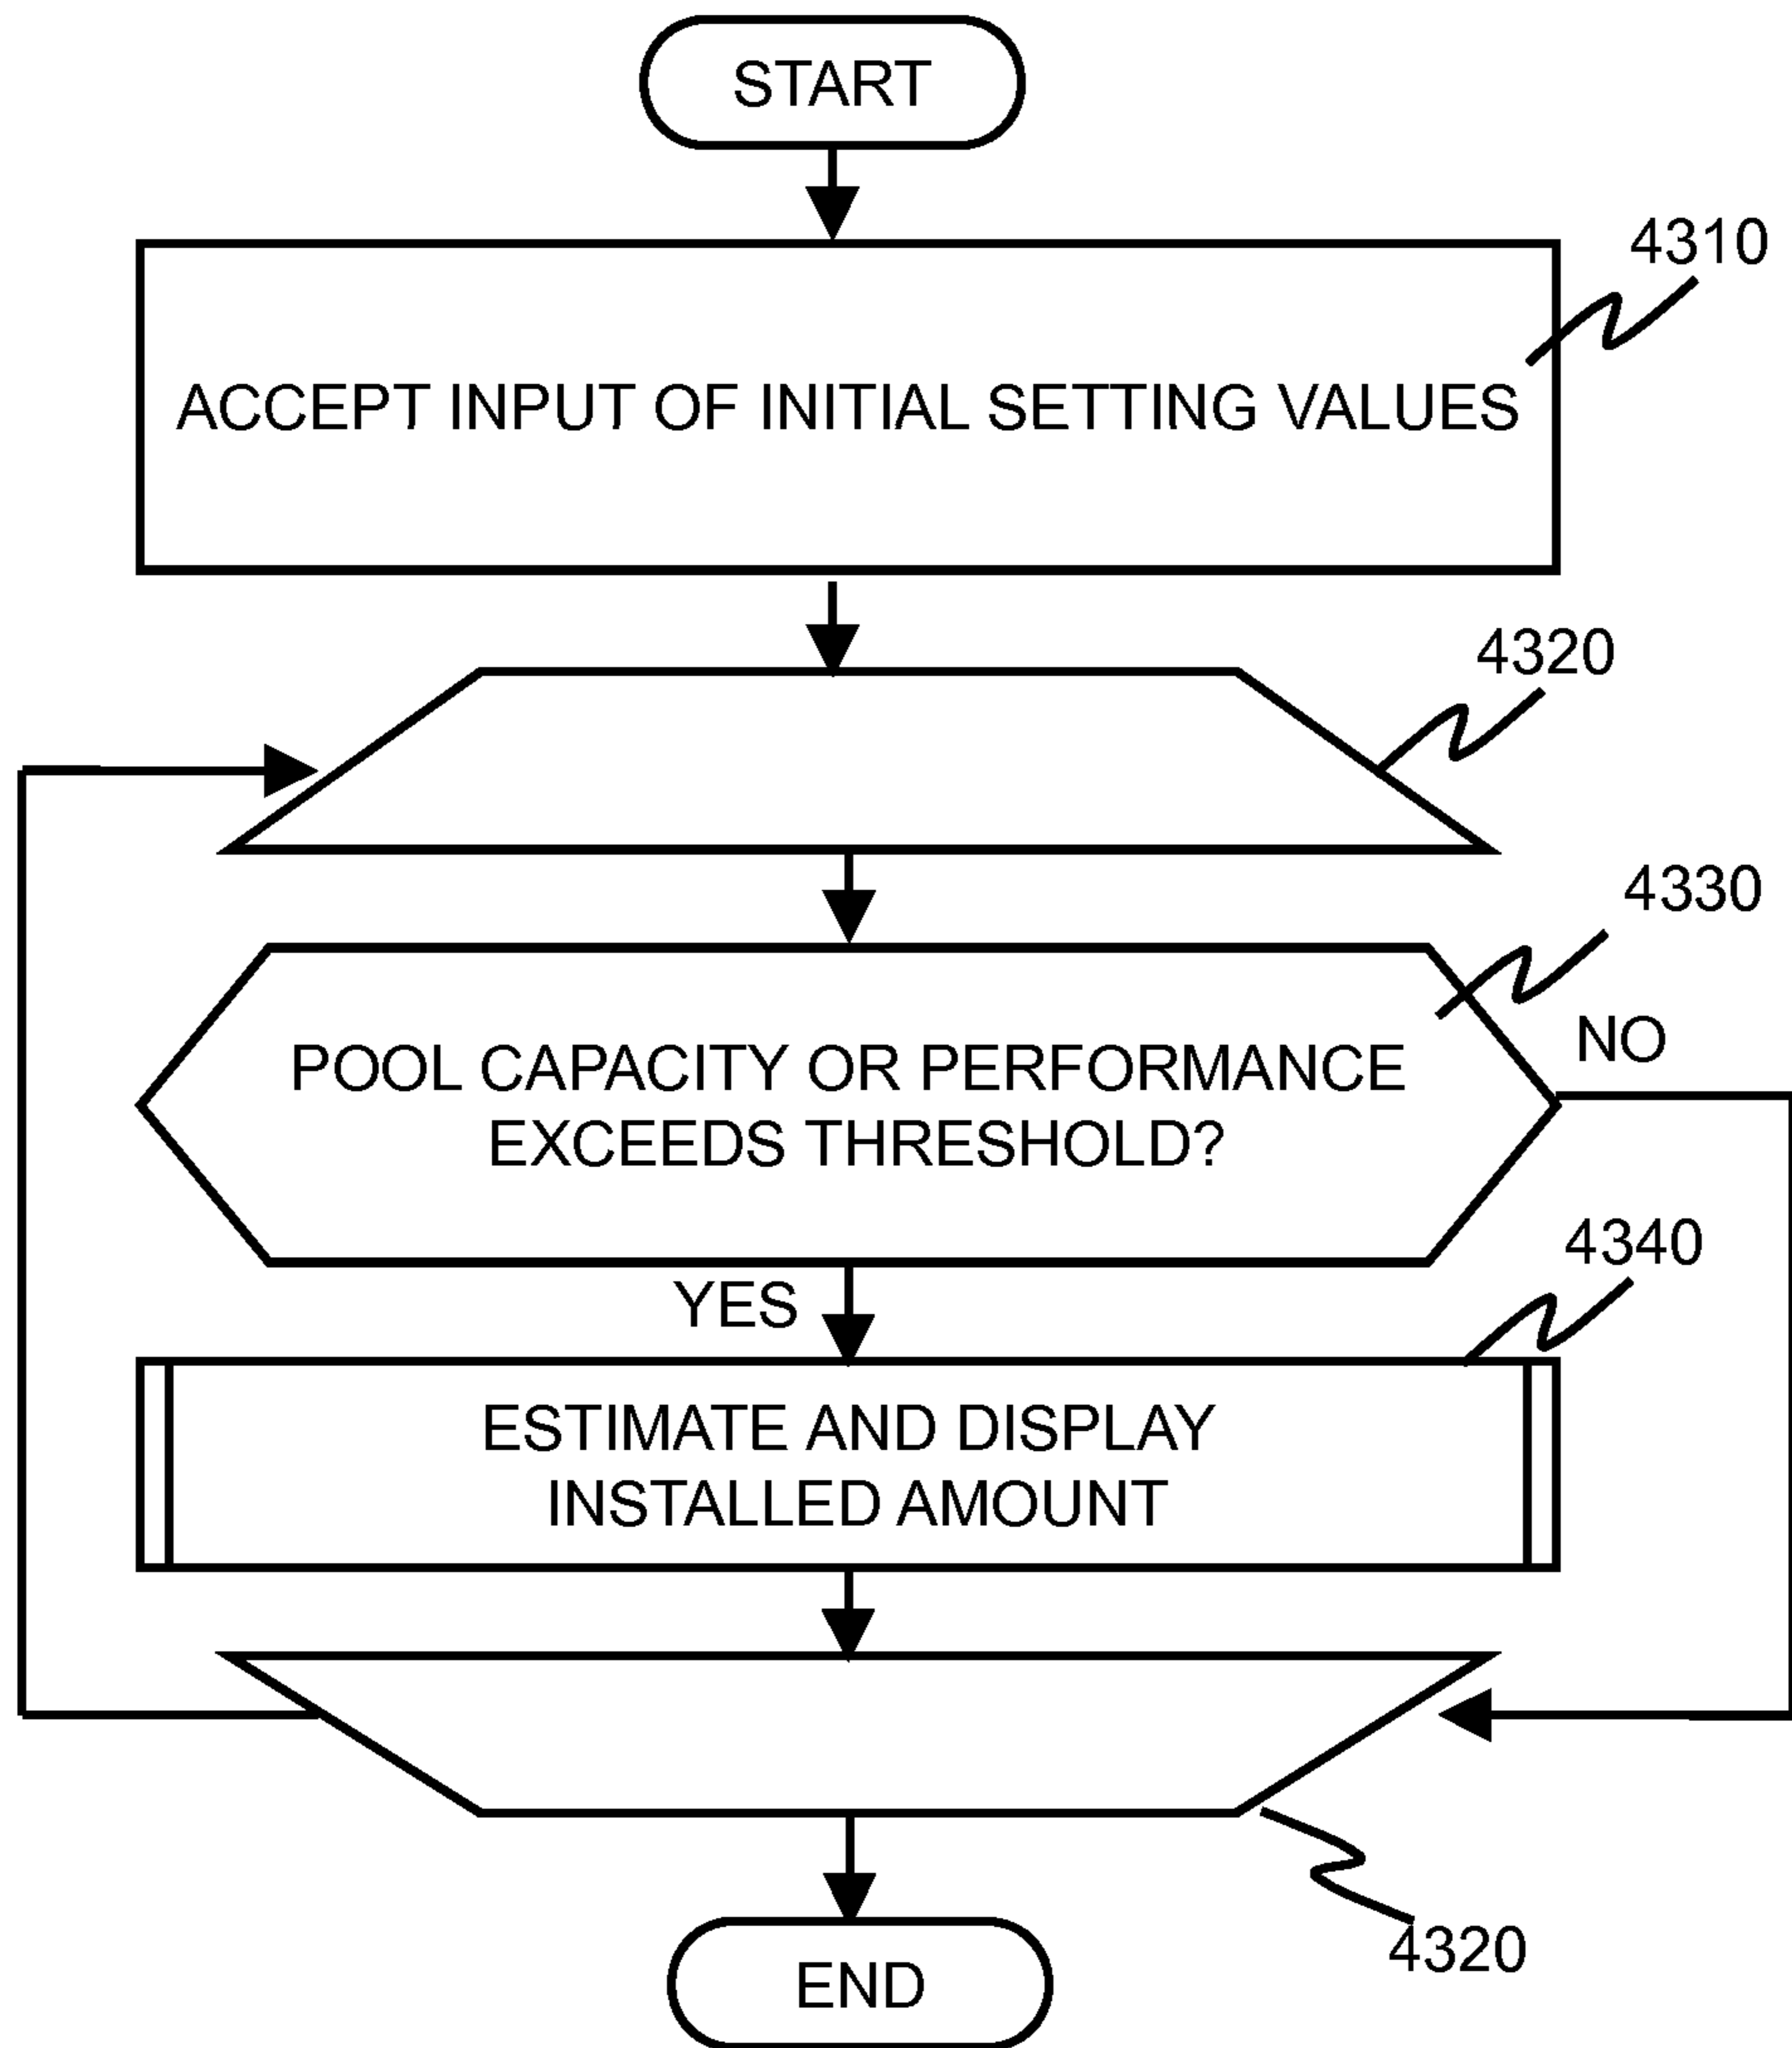 START
4310
ACCEPT INPUT OF INITIAL SETTING VALUES
4320
4330
NO
POOL CAPACITY OR PERFORMANCE
EXCEEDS THRESHOLD?
4340
YES
ESTIMATE AND DISPLAY
INSTALLED AMOUNT
4320
END